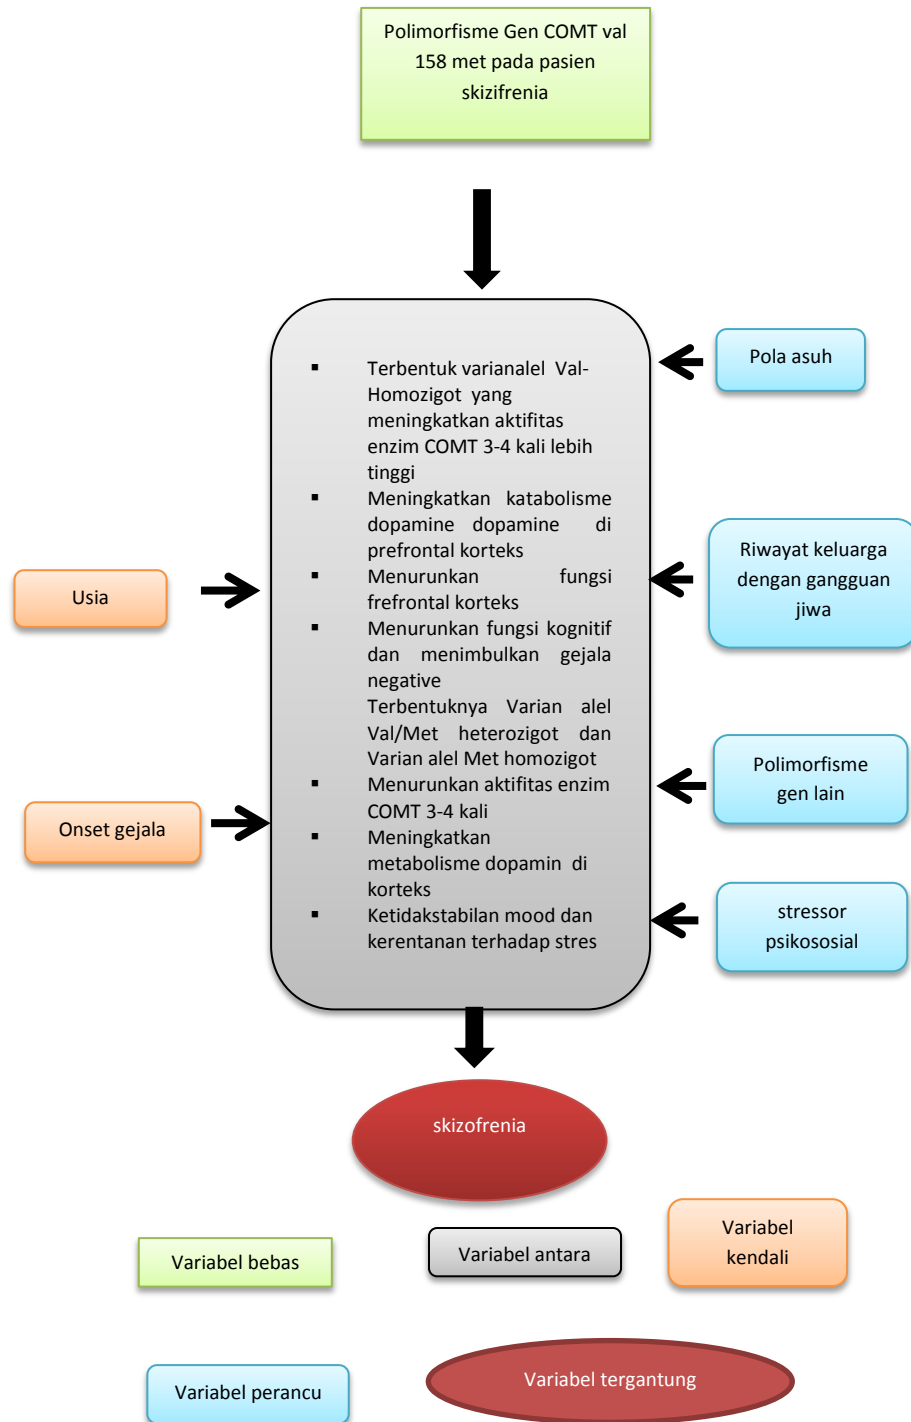 Polimorfisme Gen COMT val
158 met pada pasien
skizifrenia
Terbentuk varianalel Val-
Homozigot yang
meningkatkan aktifitas
enzim COMT 3-4 kali lebih
tinggi
Meningkatkan katabolisme
dopamine dopamine di
prefrontal korteks
Menurunkan fungsi
frefrontal korteks
Menurunkan fungsi kognitif
dan menimbulkan gejala
negative
Terbentuknya Varian alel
Val/Met heterozigot dan
Varian alel Met homozigot
Menurunkan aktifitas enzim
COMT 3-4 kali
Meningkatkan
metabolisme dopamin di
korteks
Ketidakstabilan mood dan
kerentanan terhadap stres
Usia
Onset gejala
Pola asuh
Riwayat keluarga
dengan gangguan
jiwa
Polimorfisme
gen lain
stressor
psikososial
skizofrenia
Variabel bebas
Variabel antara
Variabel
kendali
Variabel perancu
Variabel tergantung